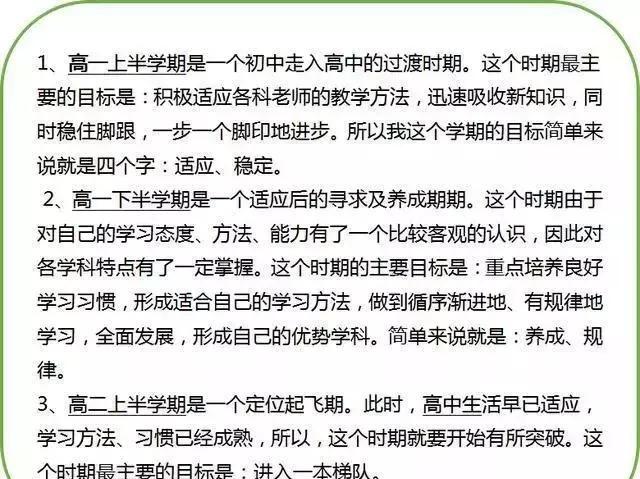 1、高一上半学期是一个初中走入高中的过渡时期。这个时期最主
要的目标是：积极适应各科老师的教学方法，迅速吸收新知识，同
时稳住脚跟，一步一个脚印地进步。所以我这个学期的目标简单来
说就是四个字：适应、稳定。
2、高一下半学期是一个适应后的寻求及养成期期。这个时期由于
对自己的学习态度、方法、能力有了一个比较客观的认识，因此对
各学科特点有了一定掌握。这个时期的主要目标是：重点培养良好
学习习惯，形成适合自己的学习方法，做到循序渐进地、有规律地
学习，全面发展，形成自己的优势学科。简单来说就是：养成、规
律。
3、高二上半学期是一个定位起飞期。此时，高中生活早已适应，
学习方法、习惯已经成熟，所以，这个时期就要开始有所突破。这
个时期最主要的目标是：进入一本梯队。